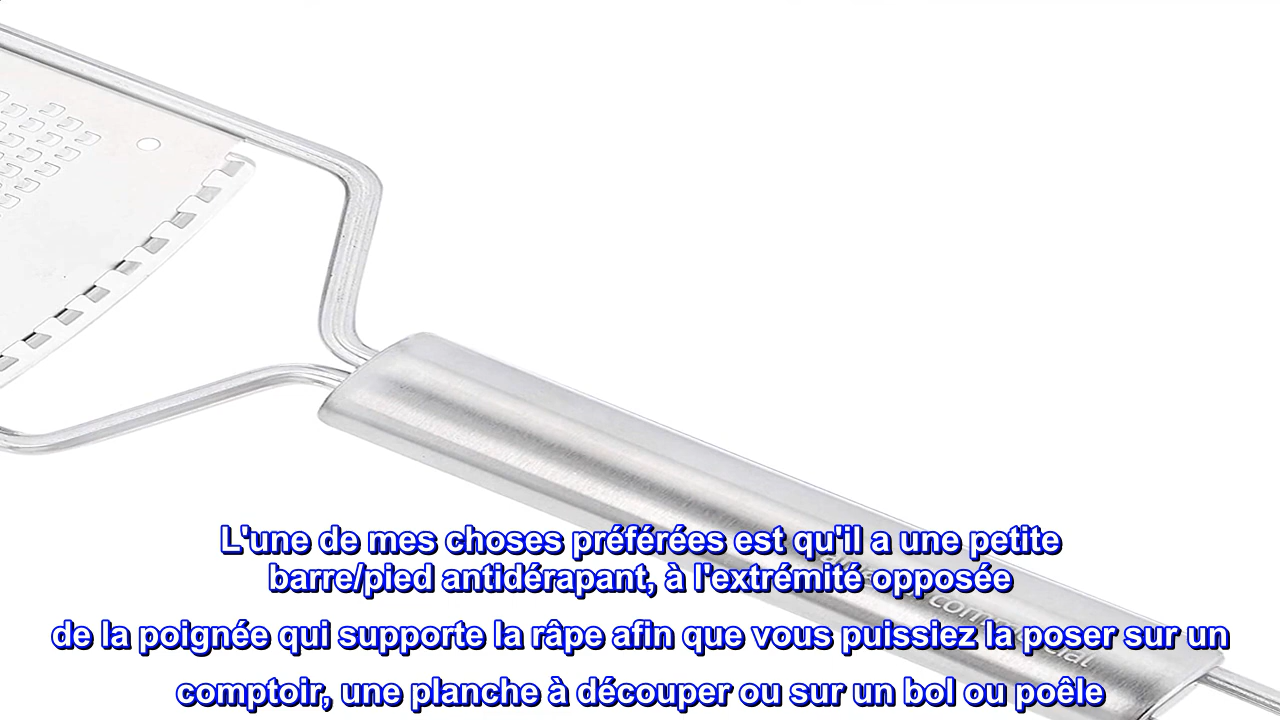 L'une de mes choses préférées est qu'il a une petite
barre/pied antidérapant, à l'extrémité opposée
de la poignée qui supporte la râpe afin que vous puissiez la poser sur un
comptoir, une planche à découper ou sur un bol ou poêle